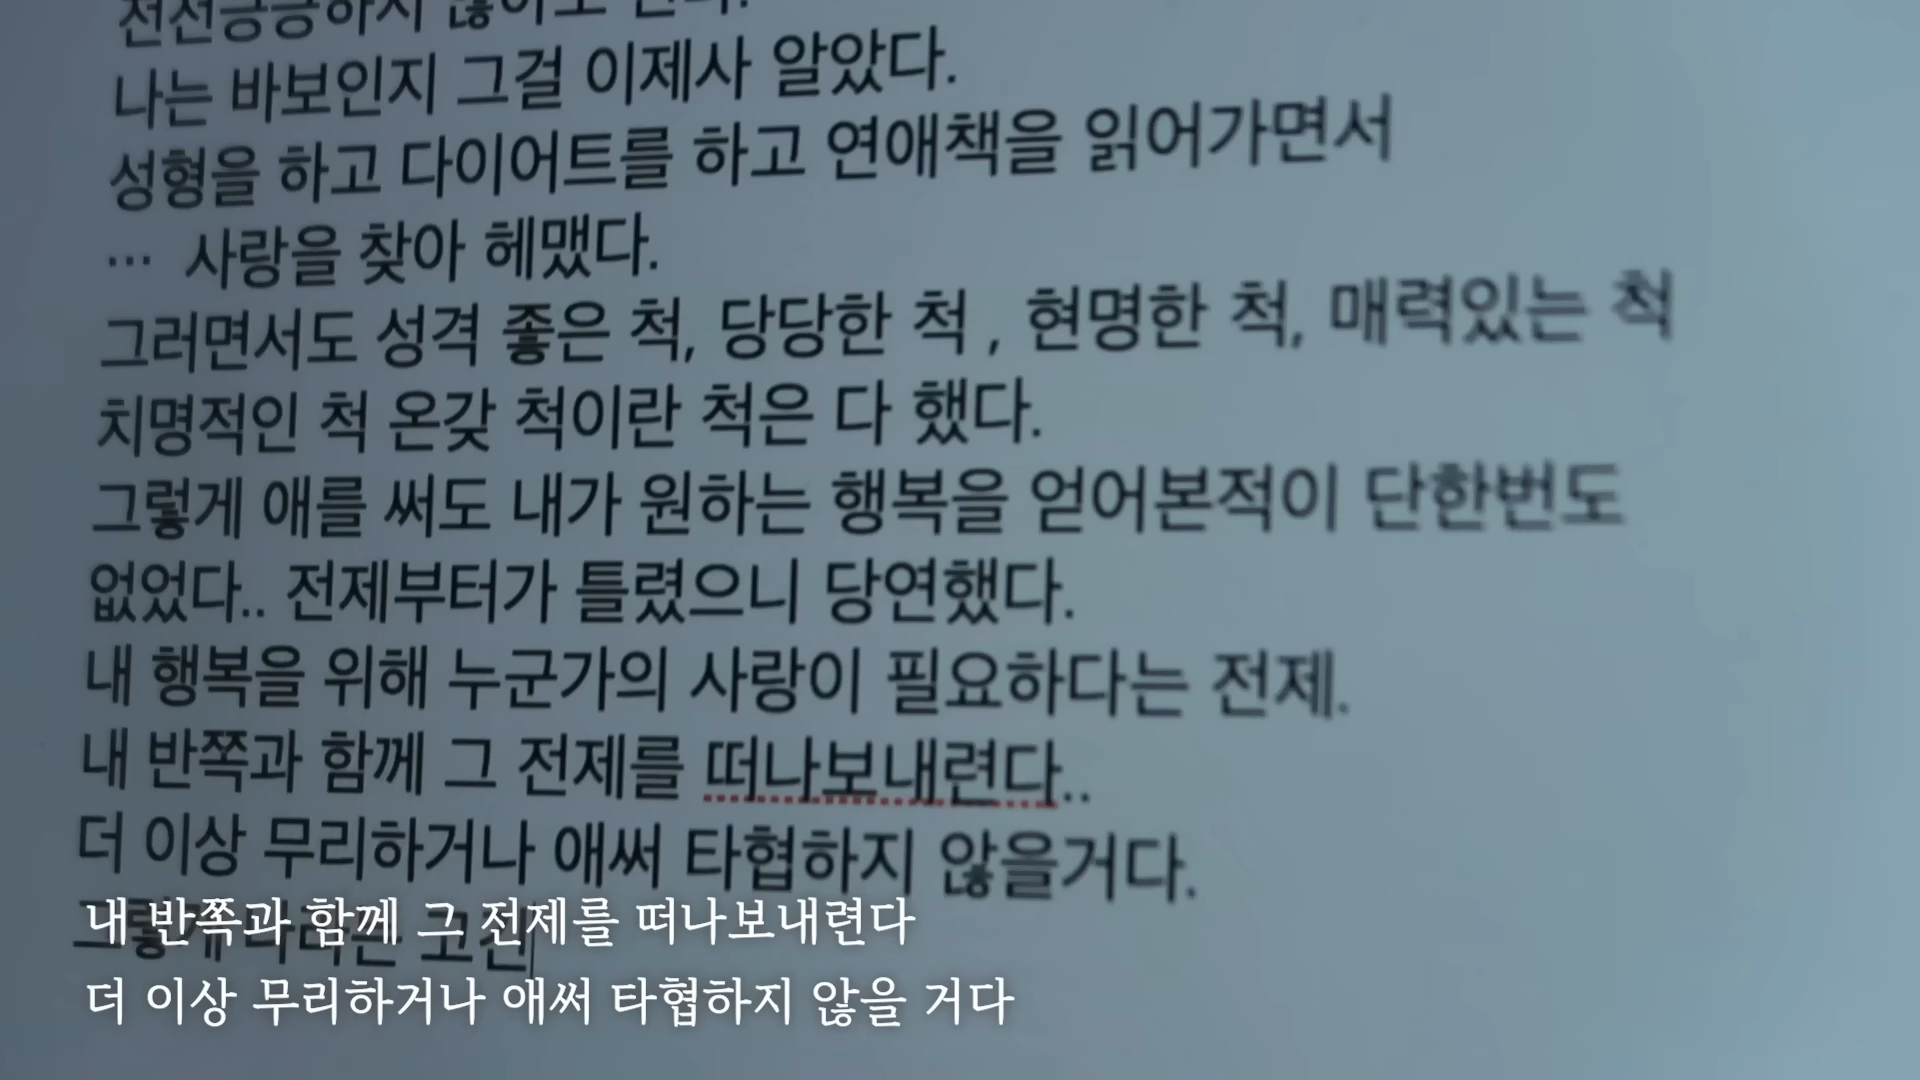 전전긍긍하지 않아도 된다.
나는 바보인지 그걸 이제사 알았다.
성형을 하고 다이어트를 하고 연애책을 읽어가면서
… 사랑을 찾아 헤맸다.
그러면서도 성격 좋은 척, 당당한 척 , 현명한 척, 매력있는 척
치명적인 척 온갖 척이란 척은 다 했다.
그렇게 애를 써도 내가 원하는 행복을 얻어본적이 단한번도
없었다.. 전제부터가 틀렸으니 당연했다.
내 행복을 위해 누군가의 사랑이 필요하다는 전제.
내 반쪽과 함께 그 전제를 떠나보내련다..
더 이상 무리하거나 애써 타협하지 않을거다.
내 반쪽과 함께 그 전제를 떠나보내련다
더 이상 무리하거나 애써 타협하지 않을 거다